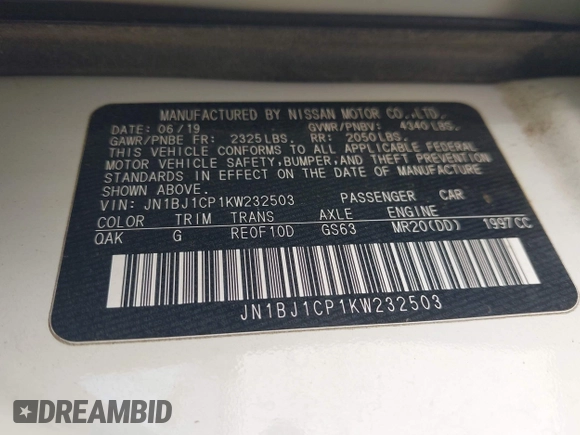 MANUFACTURED BY NISSAN MOTOR CO.,LTD.
DATE: 06/19 GVWR/PNBV: 4340 LBS.
GAWR/PNBE FR: 2325LBS. RR: 2050LBS.
THIS VEHICLE CONFORMS TO ALL APPLICABLE FEDERAL
MOTOR VEHICLE SAFETY, BUMPER, AND THEFT PREVENTION
STANDARDS IN EFFECT ON THE DATE OF MANUFACTURE
SHOWN ABOVE.
VIN: JN1BJ1CP1KW232503 PASSENGER CAR
COLOR TRIM TRANS AXLE ENGINE
QAK G RE0F10D GS63 MR20(DD) 1997CC
JN1BJ1CP1KW232503
DREAMBID